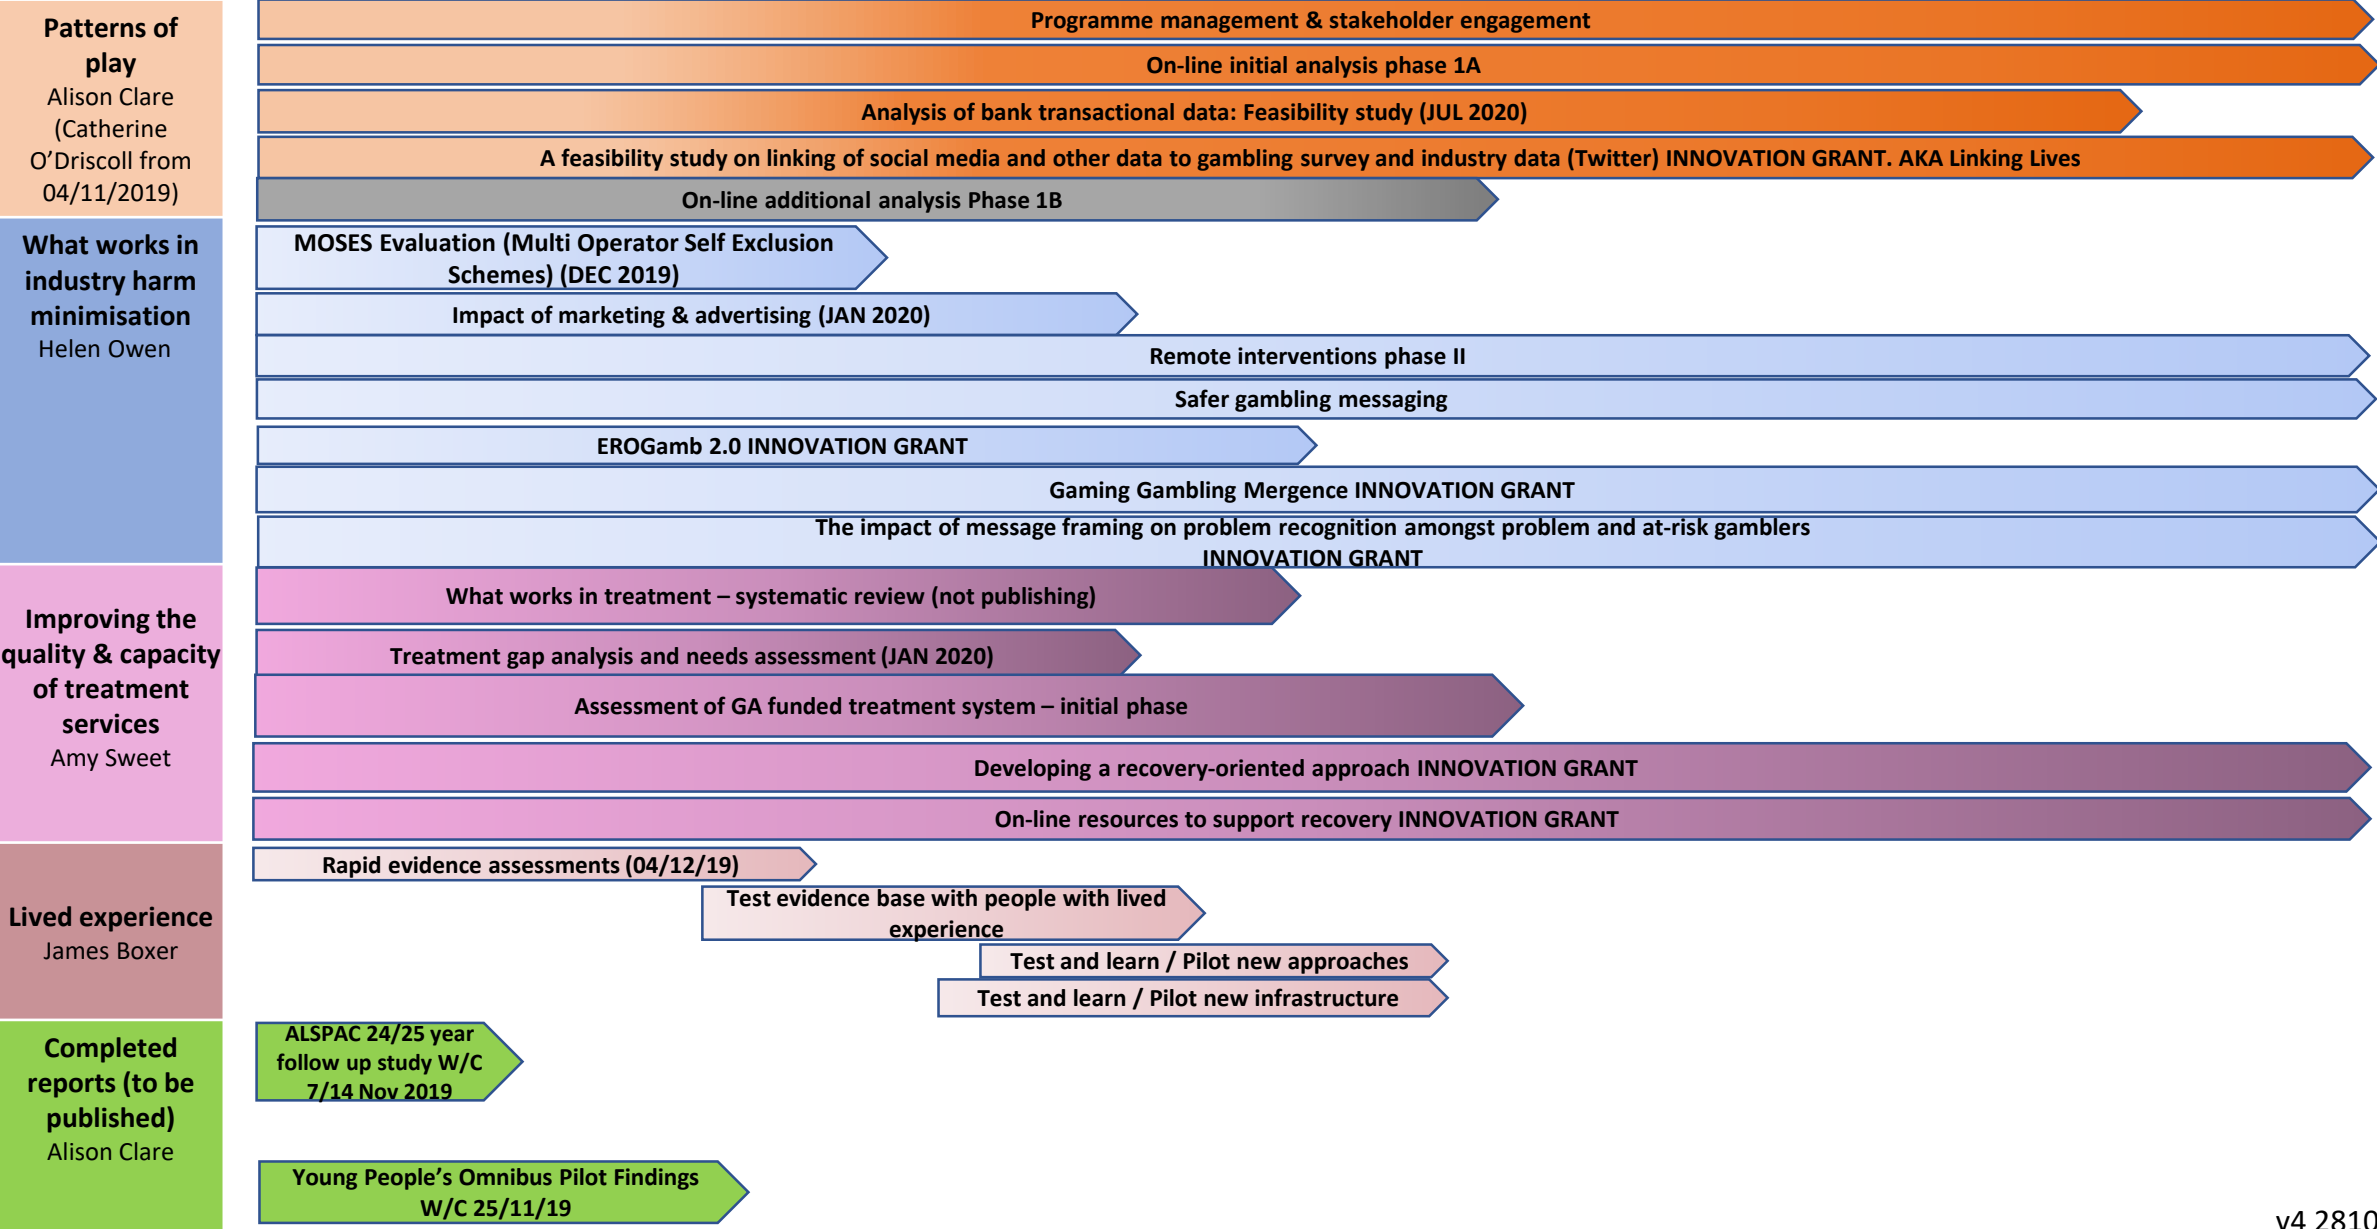 Patterns of
play
Alison Clare
(Catherine
O’Driscoll from
04/11/2019)
Programme management & stakeholder engagement
On-line initial analysis phase 1A
Analysis of bank transactional data: Feasibility study (JUL 2020)
A feasibility study on linking of social media and other data to gambling survey and industry data (Twitter) INNOVATION GRANT. AKA Linking Lives
On-line additional analysis Phase 1B
What works in
industry harm
minimisation
Helen Owen
MOSES Evaluation (Multi Operator Self Exclusion
Schemes) (DEC 2019)
Impact of marketing & advertising (JAN 2020)
Remote interventions phase II
Safer gambling messaging
EROGamb 2.0 INNOVATION GRANT
Gaming Gambling Mergence INNOVATION GRANT
The impact of message framing on problem recognition amongst problem and at-risk gamblers
INNOVATION GRANT
Improving the
quality & capacity
of treatment
services
Amy Sweet
What works in treatment – systematic review (not publishing)
Treatment gap analysis and needs assessment (JAN 2020)
Assessment of GA funded treatment system – initial phase
Developing a recovery-oriented approach INNOVATION GRANT
On-line resources to support recovery INNOVATION GRANT
Lived experience
James Boxer
Rapid evidence assessments (04/12/19)
Test evidence base with people with lived
experience
Test and learn / Pilot new approaches
Test and learn / Pilot new infrastructure
Completed
reports (to be
published)
Alison Clare
ALSPAC 24/25 year
follow up study W/C
7/14 Nov 2019
Young People’s Omnibus Pilot Findings
W/C 25/11/19
v4 2810